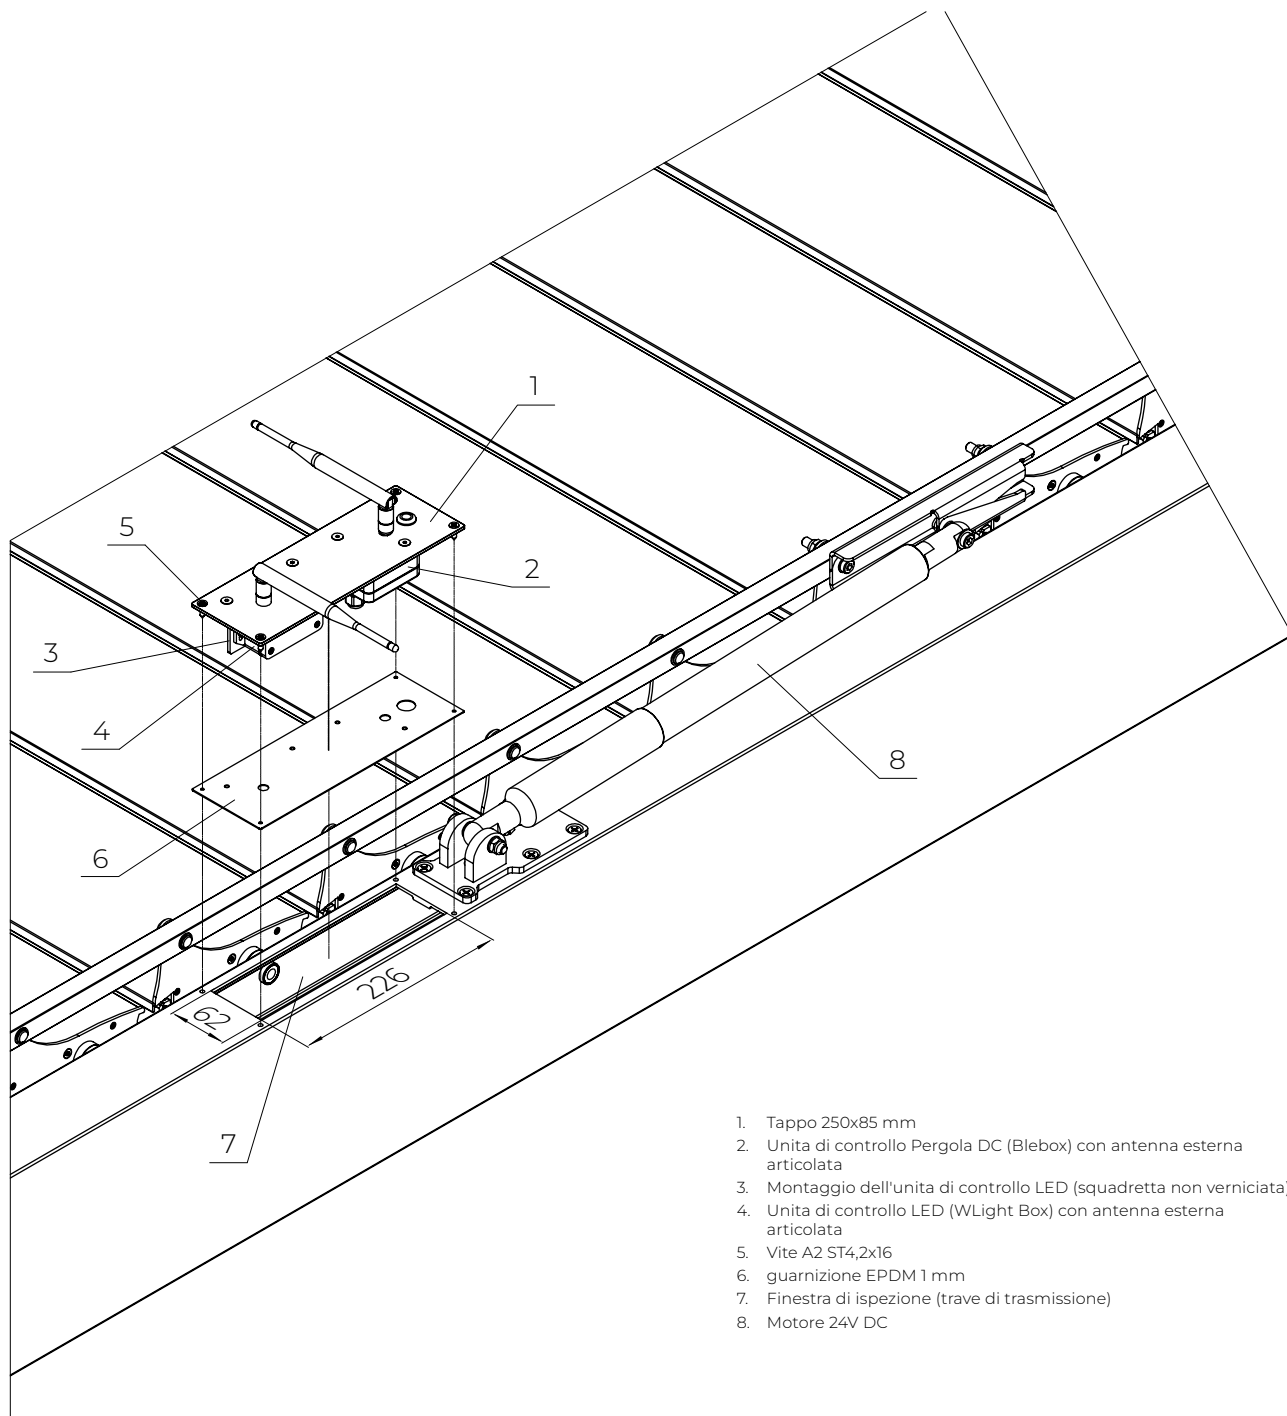 1
5
2
3
4
8
6
226
62
7
1. Tappo 250x85 mm
2. Unita di controllo Pergola DC (Blebox) con antenna esterna
articolata
3. Montaggio dell'unita di controllo LED (squadretta non verniciata)
4. Unita di controllo LED (WLight Box) con antenna esterna
articolata
5. Vite A2 ST4,2x16
6. guarnizione EPDM 1 mm
7. Finestra di ispezione (trave di trasmissione)
8. Motore 24V DC